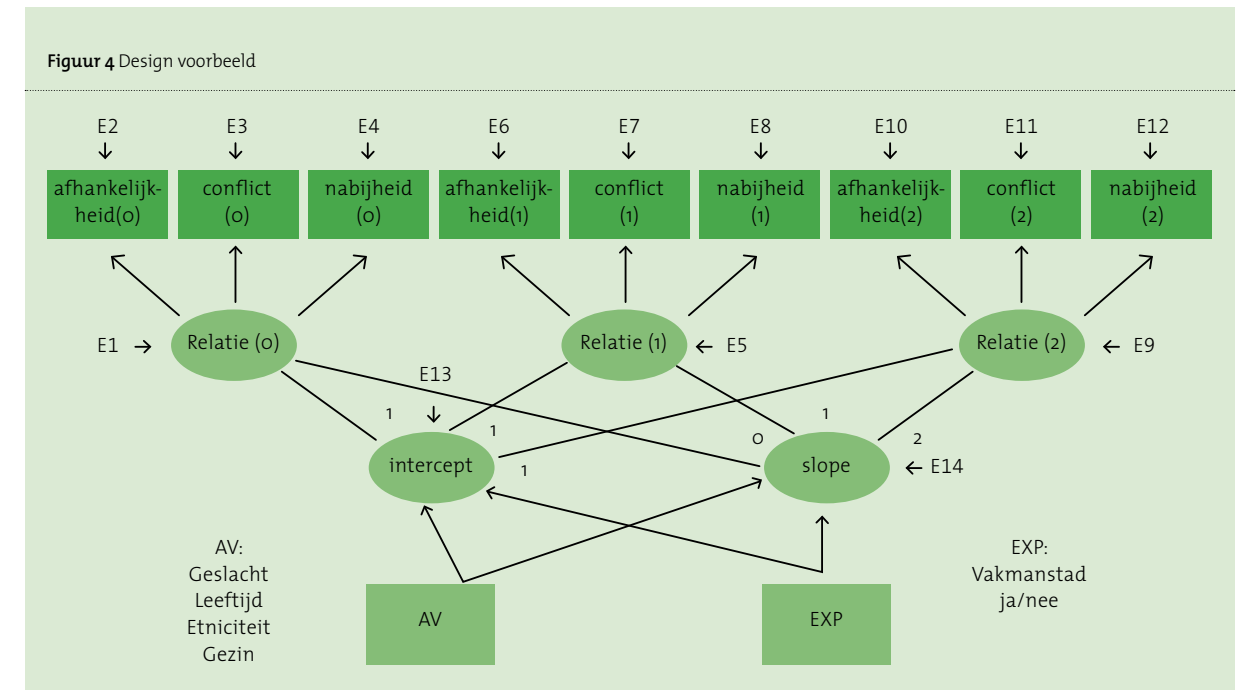 Figuur 4 Design voorbeeld
E2 E3 E4 E6 E7 E8 E10 E11 E12
afhankelijk-
heid(0)
conflict
(0)
nabijheid
(0)
afhankelijk-
heid(1)
conflict
(1)
nabijheid
(1)
afhankelijk-
heid(2)
conflict
(2)
nabijheid
(2)
E1
Relatie (0)
Relatie (1)
E5
Relatie (2)
E9
E13
1
1
1
0
1
2
intercept
slope
E14
AV:
Geslacht
Leeftijd
Etniciteit
Gezin
AV
EXP
EXP:
Vakmanstad
ja/nee